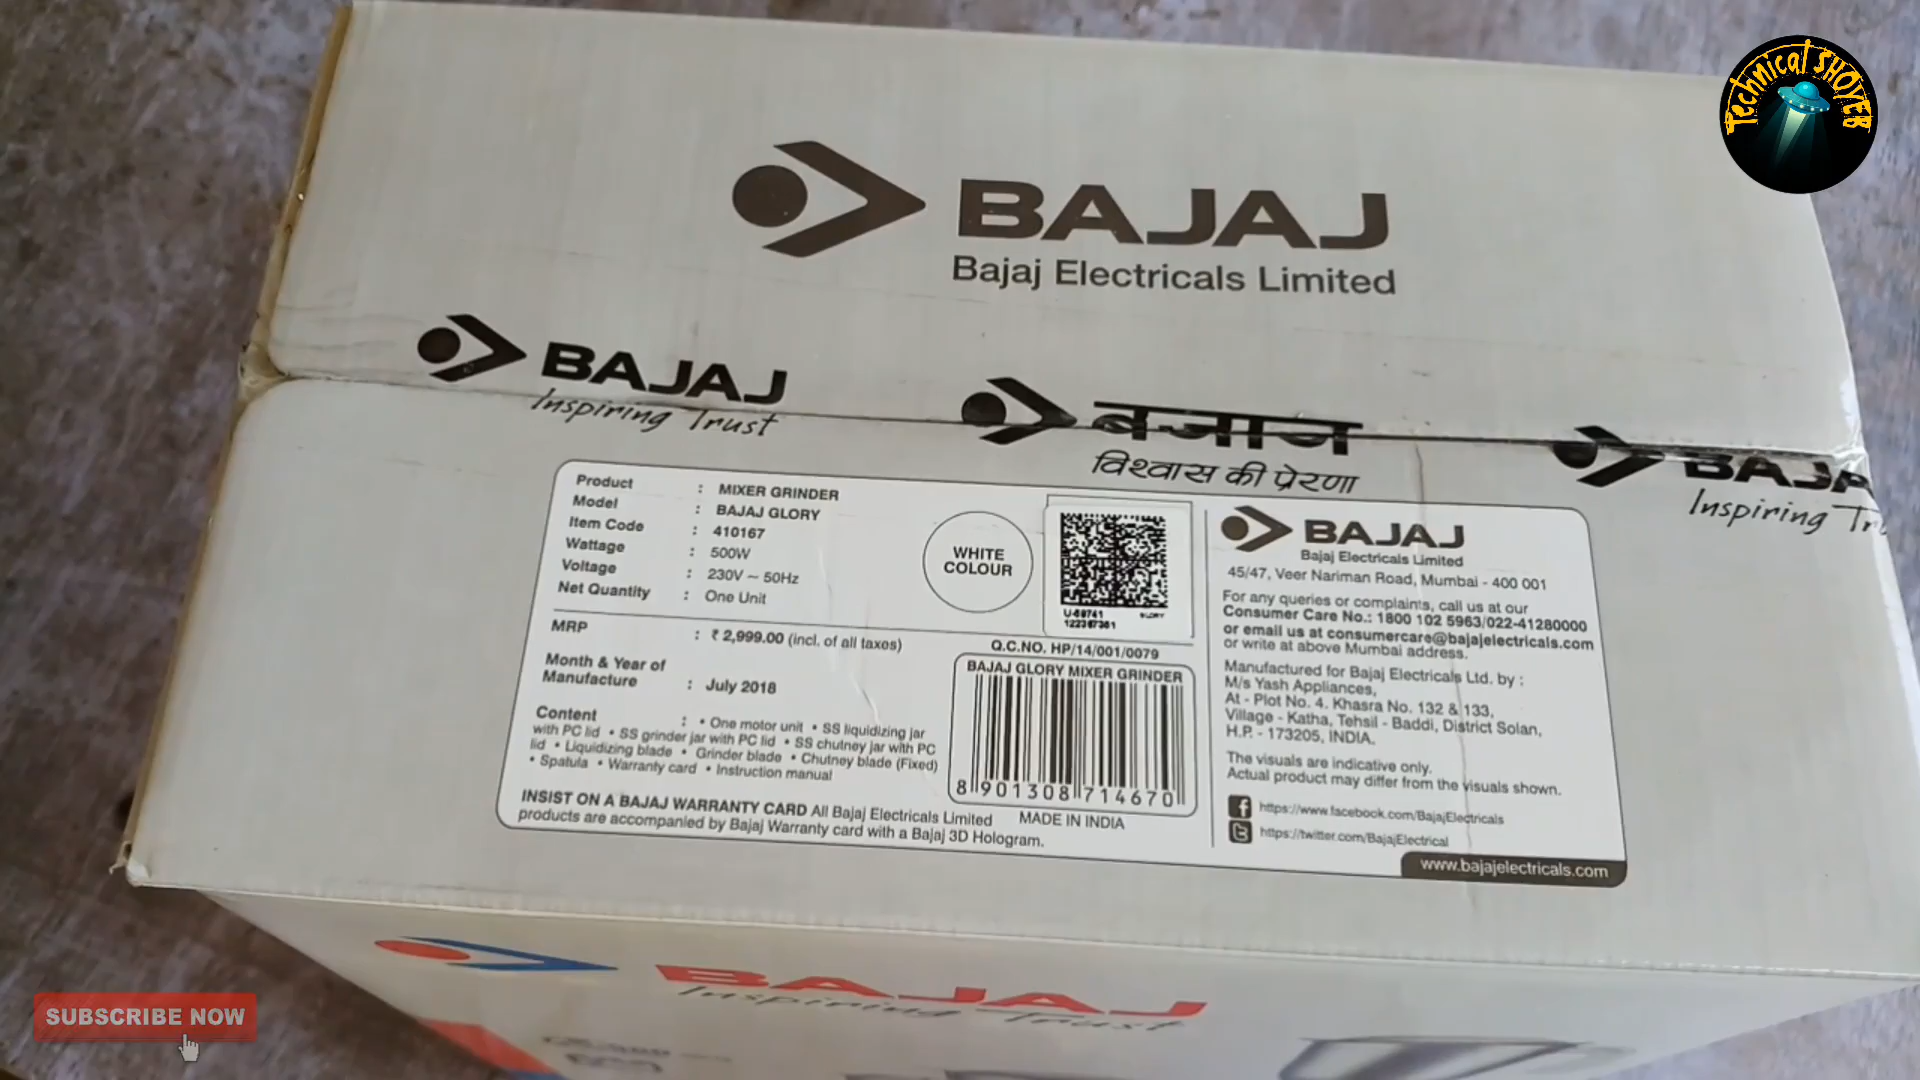 Technical SHOYEB
BAJAJ
Bajaj Electricals Limited
BAJAJ
Inspiring Trust
बजाज
विश्वास की प्रेरणा
BAJA
Inspiring Tru
Product : MIXER GRINDER
Model : BAJAJ GLORY
Item Code : 410167
Wattage : 500W
Voltage : 230V ~ 50Hz
Net Quantity : One Unit
MRP : ₹ 2,999.00 (incl. of all taxes)
Month & Year of
Manufacture : July 2018
Content : • One motor unit • SS liquidizing jar
with PC lid • SS grinder jar with PC lid • SS chutney jar with PC
lid • Liquidizing blade • Grinder blade • Chutney blade (Fixed)
• Spatula • Warranty card • Instruction manual
INSIST ON A BAJAJ WARRANTY CARD All Bajaj Electricals Limited
products are accompanied by Bajaj Warranty card with a Bajaj 3D Hologram.
WHITE
COLOUR
GLORY
122367361
Q.C.NO. HP/14/001/0079
BAJAJ GLORY MIXER GRINDER
8 901308 714670
MADE IN INDIA
BAJAJ
Bajaj Electricals Limited
45/47, Veer Nariman Road, Mumbai - 400 001
For any queries or complaints, call us at our
Consumer Care No.: 1800 102 5963/022-41280000
or email us at consumercare@bajajelectricals.com
or write at above Mumbai address.
Manufactured for Bajaj Electricals Ltd. by :
M/s Yash Appliances,
At - Plot No. 4. Khasra No. 132 & 133,
Village - Katha, Tehsil - Baddi, District Solan,
H.P. - 173205, INDIA.
The visuals are indicative only.
Actual product may differ from the visuals shown.
https://www.facebook.com/BajajElectricals
https://twitter.com/BajajElectrical
www.bajajelectricals.com
BAJAJ
Inspiring Trust
SUBSCRIBE NOW